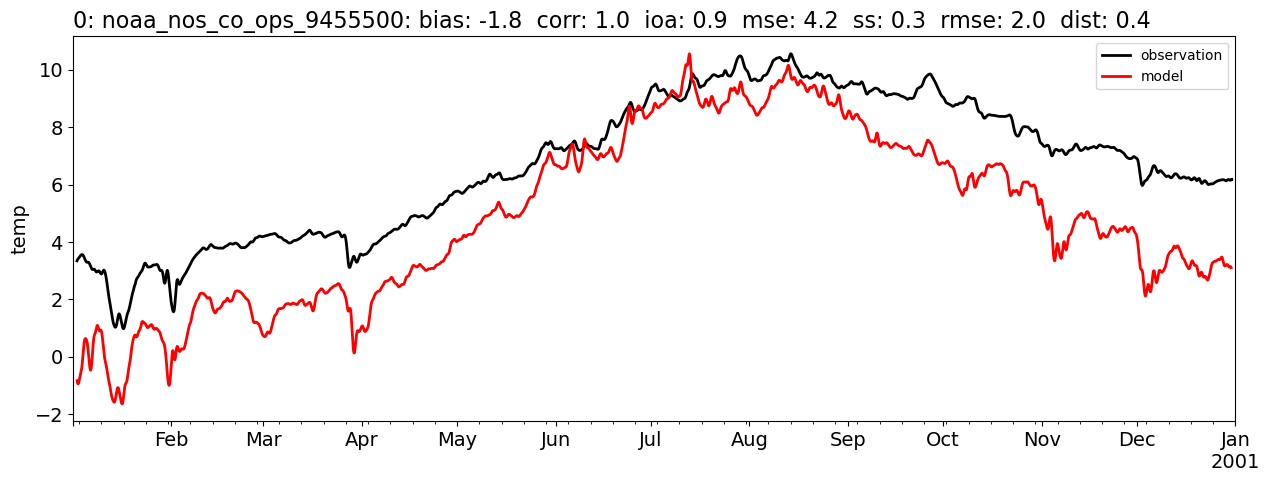 0: noaa_nos_co_ops_9455500: bias: -1.8  corr: 1.0  ioa: 0.9  mse: 4.2  ss: 0.3  rmse: 2.0  dist: 0.4
observation
model
10
8
6
4
2
0
−2
temp
Feb Mar Apr May Jun Jul Aug Sep Oct Nov Dec Jan
2001